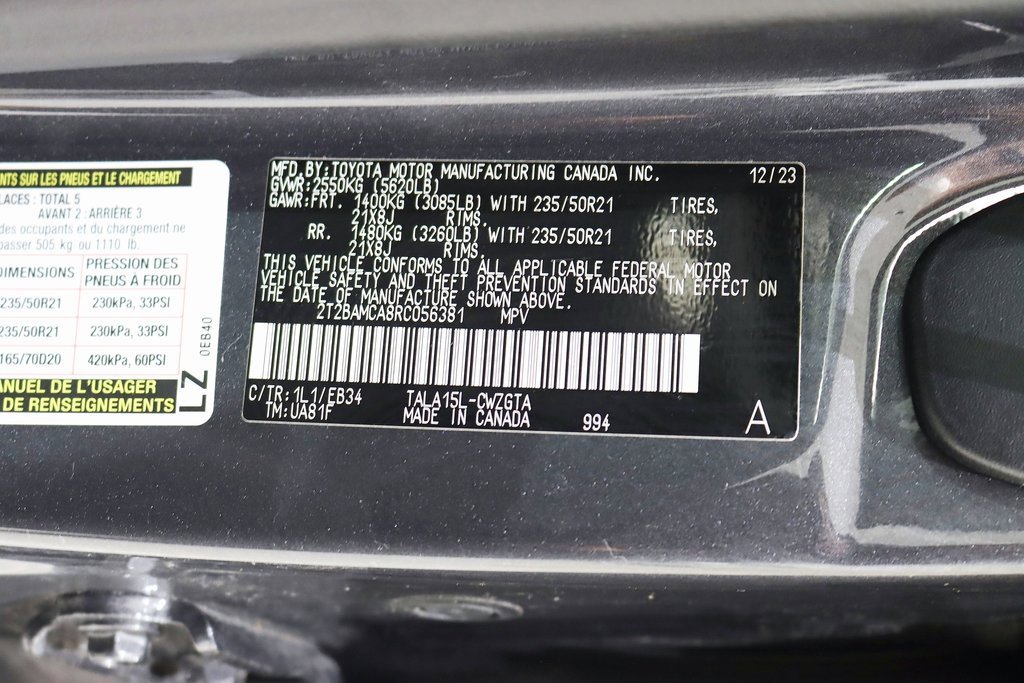 NTS SUR LES PNEUS ET LE CHARGEMENT
LACES : TOTAL 5
AVANT 2 : ARRIÈRE 3
des occupants et du chargement ne
passer 505 kg ou 1110 lb.
DIMENSIONS PRESSION DES PNEUS À FROID
235/50R21 230kPa, 33PSI
235/50R21 230kPa, 33PSI
165/70D20 420kPa, 60PSI
ANUEL DE L'USAGER
DE RENSEIGNEMENTS
LZ
0EB40
MFD.BY:TOYOTA MOTOR MANUFACTURING CANADA INC. 12/23
GVWR:2550KG (5620LB)
GAWR:FRT. 1400KG (3085LB) WITH 235/50R21 TIRES,
21X8J RIMS.
RR. 1480KG (3260LB) WITH 235/50R21 TIRES,
21X8J RIMS.
THIS VEHICLE CONFORMS TO ALL APPLICABLE FEDERAL MOTOR
VEHICLE SAFETY AND THEFT PREVENTION STANDARDS IN EFFECT ON
THE DATE OF MANUFACTURE SHOWN ABOVE.
2T2BAMCA8RC056381 MPV
C/TR:1L1/EB34 TALA15L-CWZGTA
TM:UA81F MADE IN CANADA 994 A